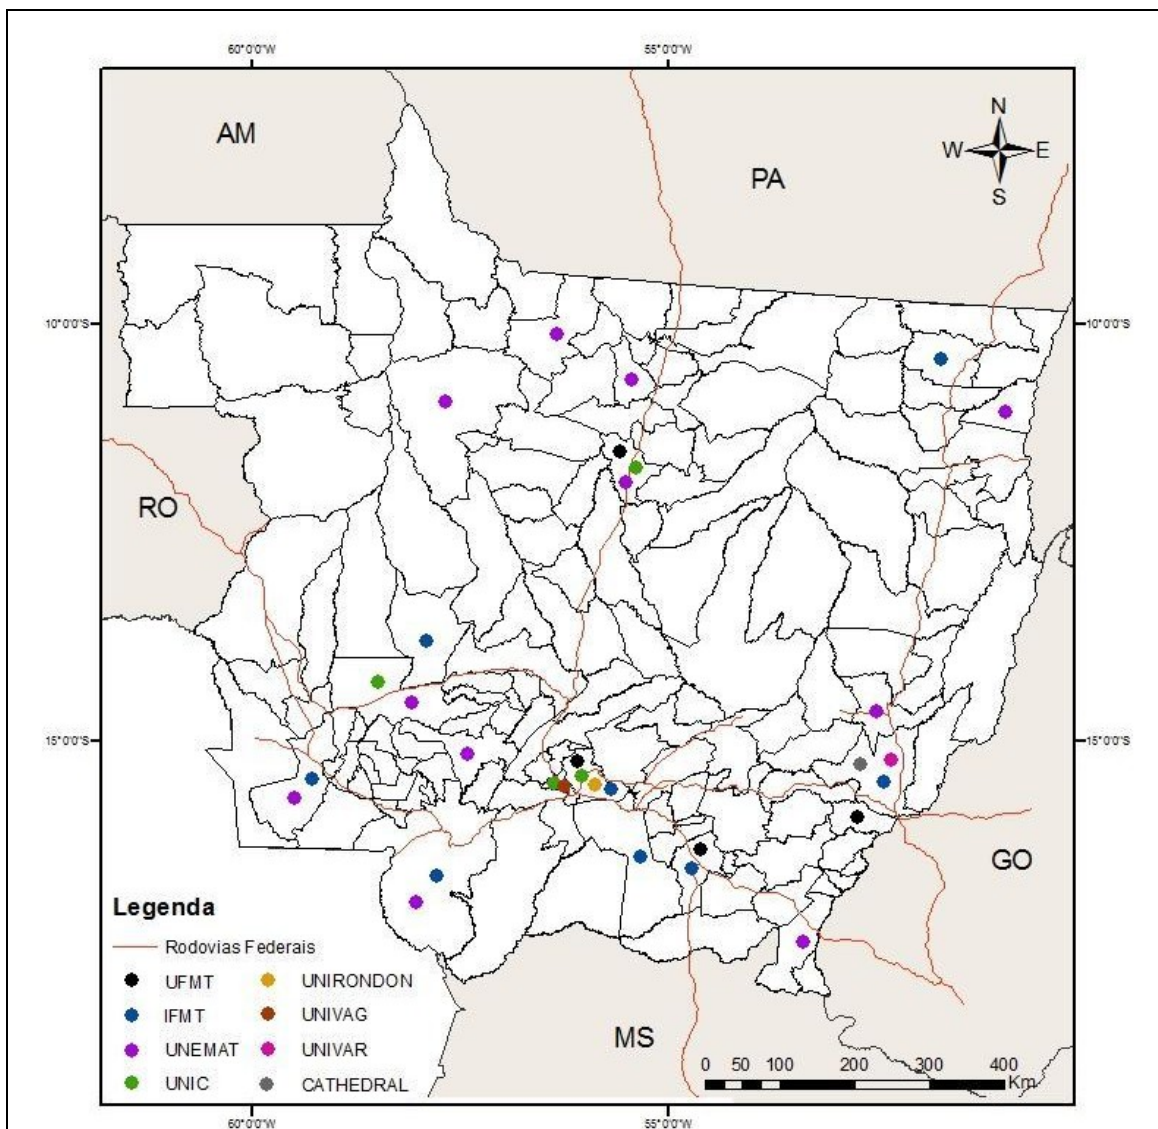 60°0'0"W 55°0'0"W
AM
PA
N
W E
S
10°0'0"S 10°0'0"S
RO
15°0'0"S 15°0'0"S
GO
MS
Legenda
Rodovias Federais
UFMT UNIRONDON
IFMT UNIVAG
UNEMAT UNIVAR
UNIC CATHEDRAL
0 50 100 200 300 400
Km
60°0'0"W 55°0'0"W